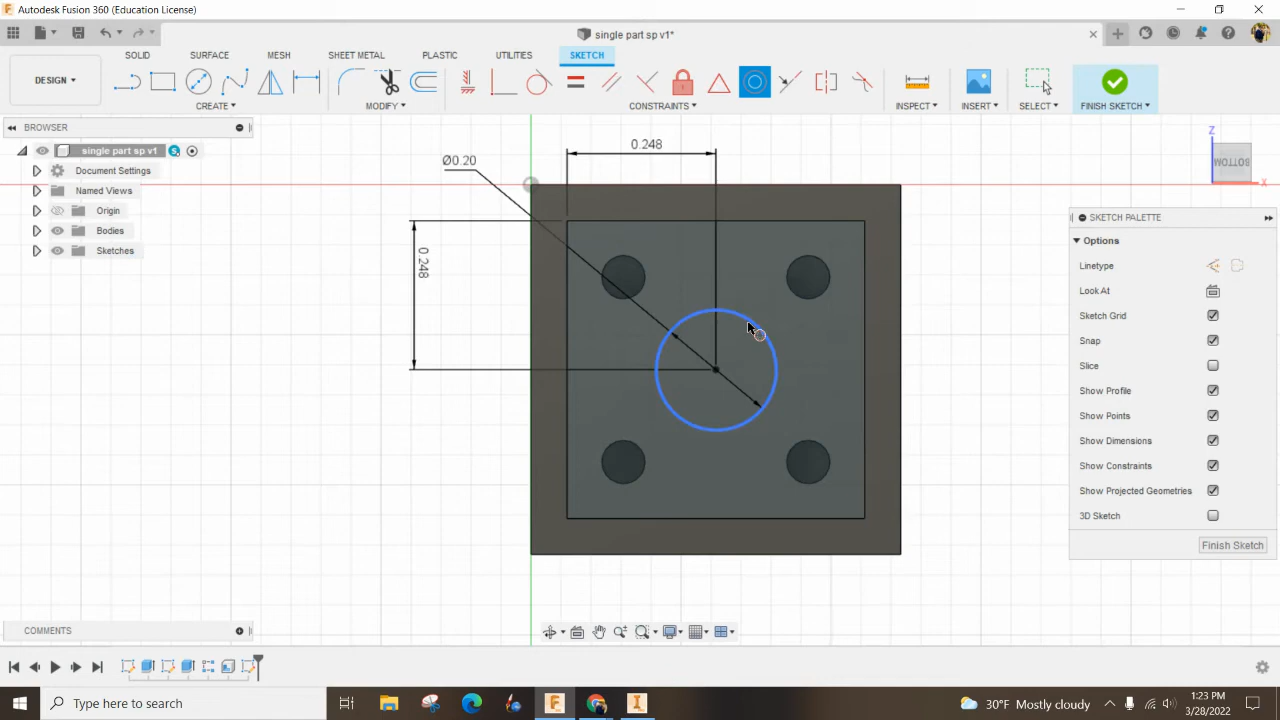 Autodesk Fusion 360 (Education License)
single part sp v1*
SOLID SURFACE MESH SHEET METAL PLASTIC UTILITIES SKETCH
DESIGN
CREATE MODIFY CONSTRAINTS INSPECT INSERT SELECT FINISH SKETCH
BROWSER
single part sp v1
S
Document Settings
Named Views
Origin
Bodies
Sketches
Ø0.20
0.248
0.248
Z
BOTTOM
X
SKETCH PALETTE
Options
Linetype
Look At
Sketch Grid
Snap
Slice
Show Profile
Show Points
Show Dimensions
Show Constraints
Show Projected Geometries
3D Sketch
Finish Sketch
COMMENTS
Type here to search
30°F Mostly cloudy
1:23 PM
3/28/2022